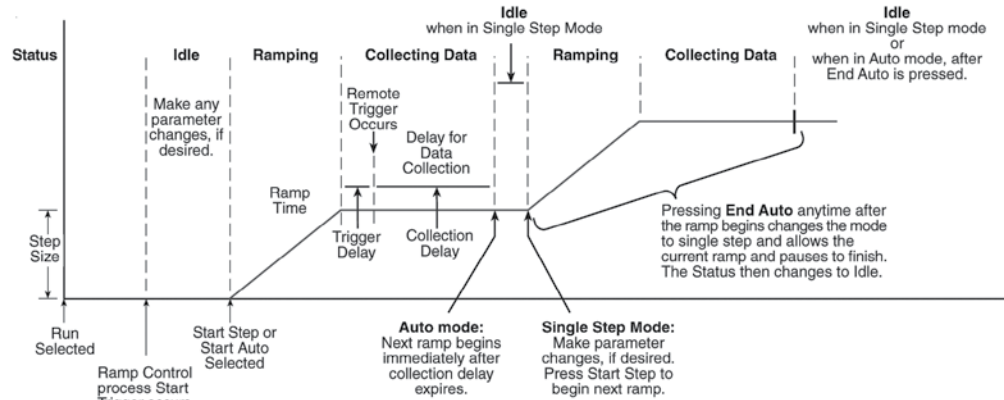 Idle
when in Single Step Mode
Idle
when in Single Step mode
or
when in Auto mode, after
End Auto is pressed.
Status
Idle
Ramping
Collecting Data
Ramping
Collecting Data
Make any
parameter
changes, if
desired.
Remote
Trigger
Occurs
Delay for
Data
Collection
Ramp
Time
Step
Size
Trigger
Delay
Collection
Delay
Pressing End Auto anytime after
the ramp begins changes the mode
to single step and allows the
current ramp and pauses to finish.
The Status then changes to Idle.
Run
Selected
Ramp Control
process Start
Start Step or
Start Auto
Selected
Auto mode:
Next ramp begins
immediately after
collection delay
expires.
Single Step Mode:
Make parameter
changes, if desired.
Press Start Step to
begin next ramp.